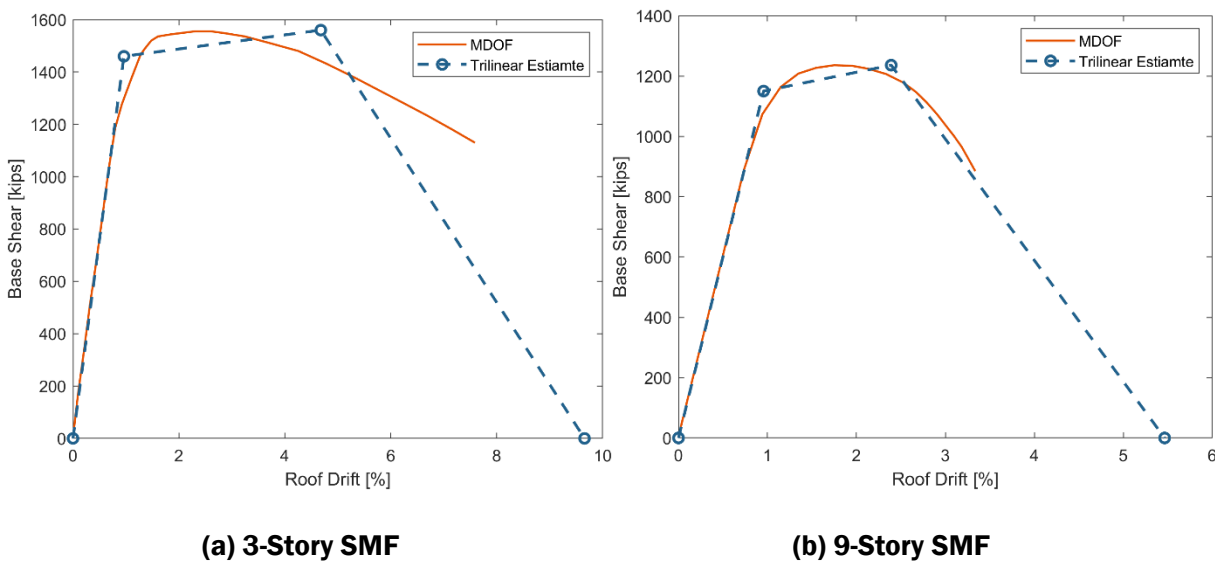 1600
1400
1200
1000
800
600
400
200
0
Base Shear [kips]
0 2 4 6 8 10
Roof Drift [%]
MDOF
Trilinear Estiamte
(a) 3-Story SMF
1400
1200
1000
800
600
400
200
0
Base Shear [kips]
0 1 2 3 4 5 6
Roof Drift [%]
MDOF
Trilinear Estiamte
(b) 9-Story SMF